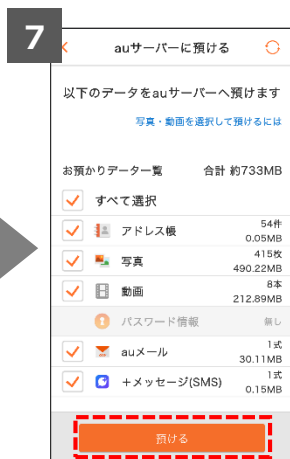 7
auサーバーに預ける
以下のデータをauサーバーへ預けます
写真・動画を選択して預けるには
お預かりデータ一覧 合計 約733MB
すべて選択
アドレス帳 54件 0.05MB
写真 415枚 490.22MB
動画 8本 212.89MB
パスワード情報 無し
auメール 1式 30.11MB
+メッセージ(SMS) 1式 0.15MB
預ける